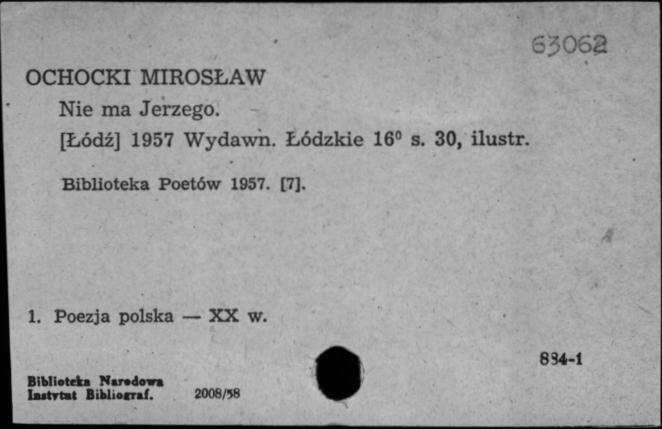 63062
OCHOCKI MIROSŁAW
Nie ma Jerzego.
[Łódź] 1957 Wydawn. Łódzkie 16⁰ s. 30, ilustr.
Biblioteka Poetów 1957. [7].
1. Poezja polska — XX w.
884-1
Biblioteka Narodowa
Instytut Bibliograf. 2008/58